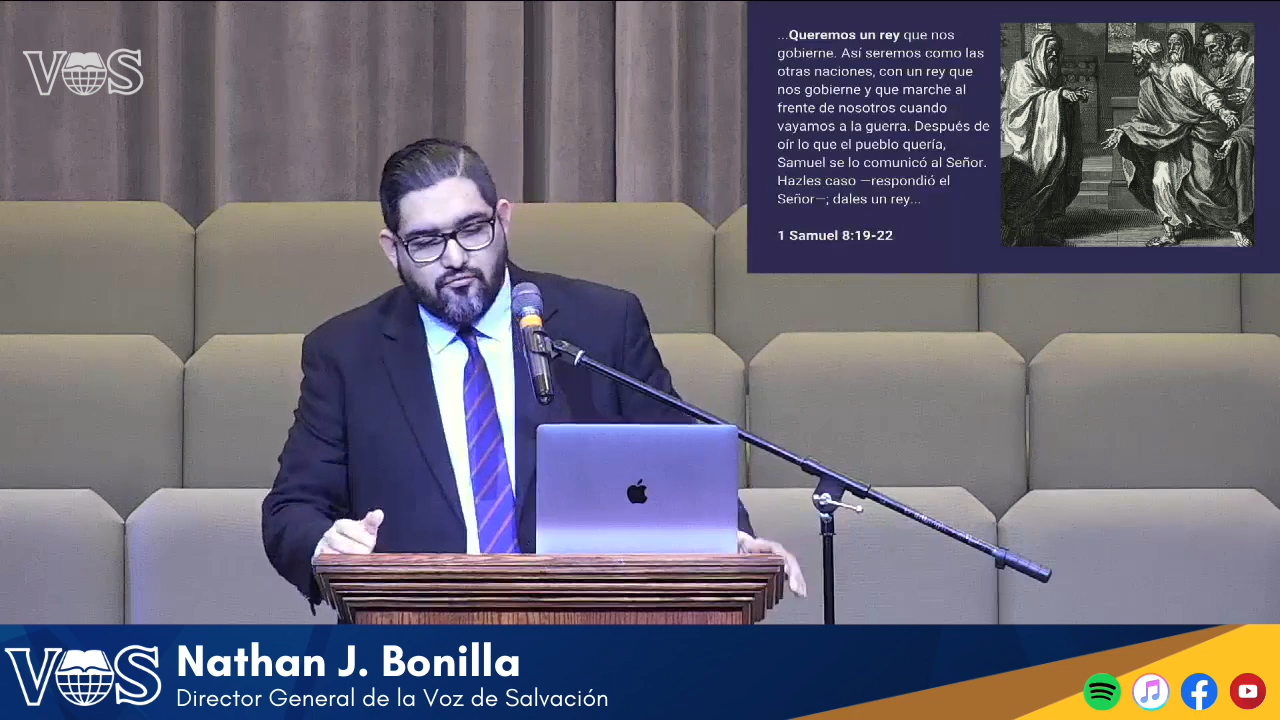 VOS
...Queremos un rey que nos
gobierne. Así seremos como las
otras naciones, con un rey que
nos gobierne y que marche al
frente de nosotros cuando
vayamos a la guerra. Después de
oír lo que el pueblo quería,
Samuel se lo comunicó al Señor.
Hazles caso —respondió el
Señor—; dales un rey...
1 Samuel 8:19-22
VOS
Nathan J. Bonilla
Director General de la Voz de Salvación